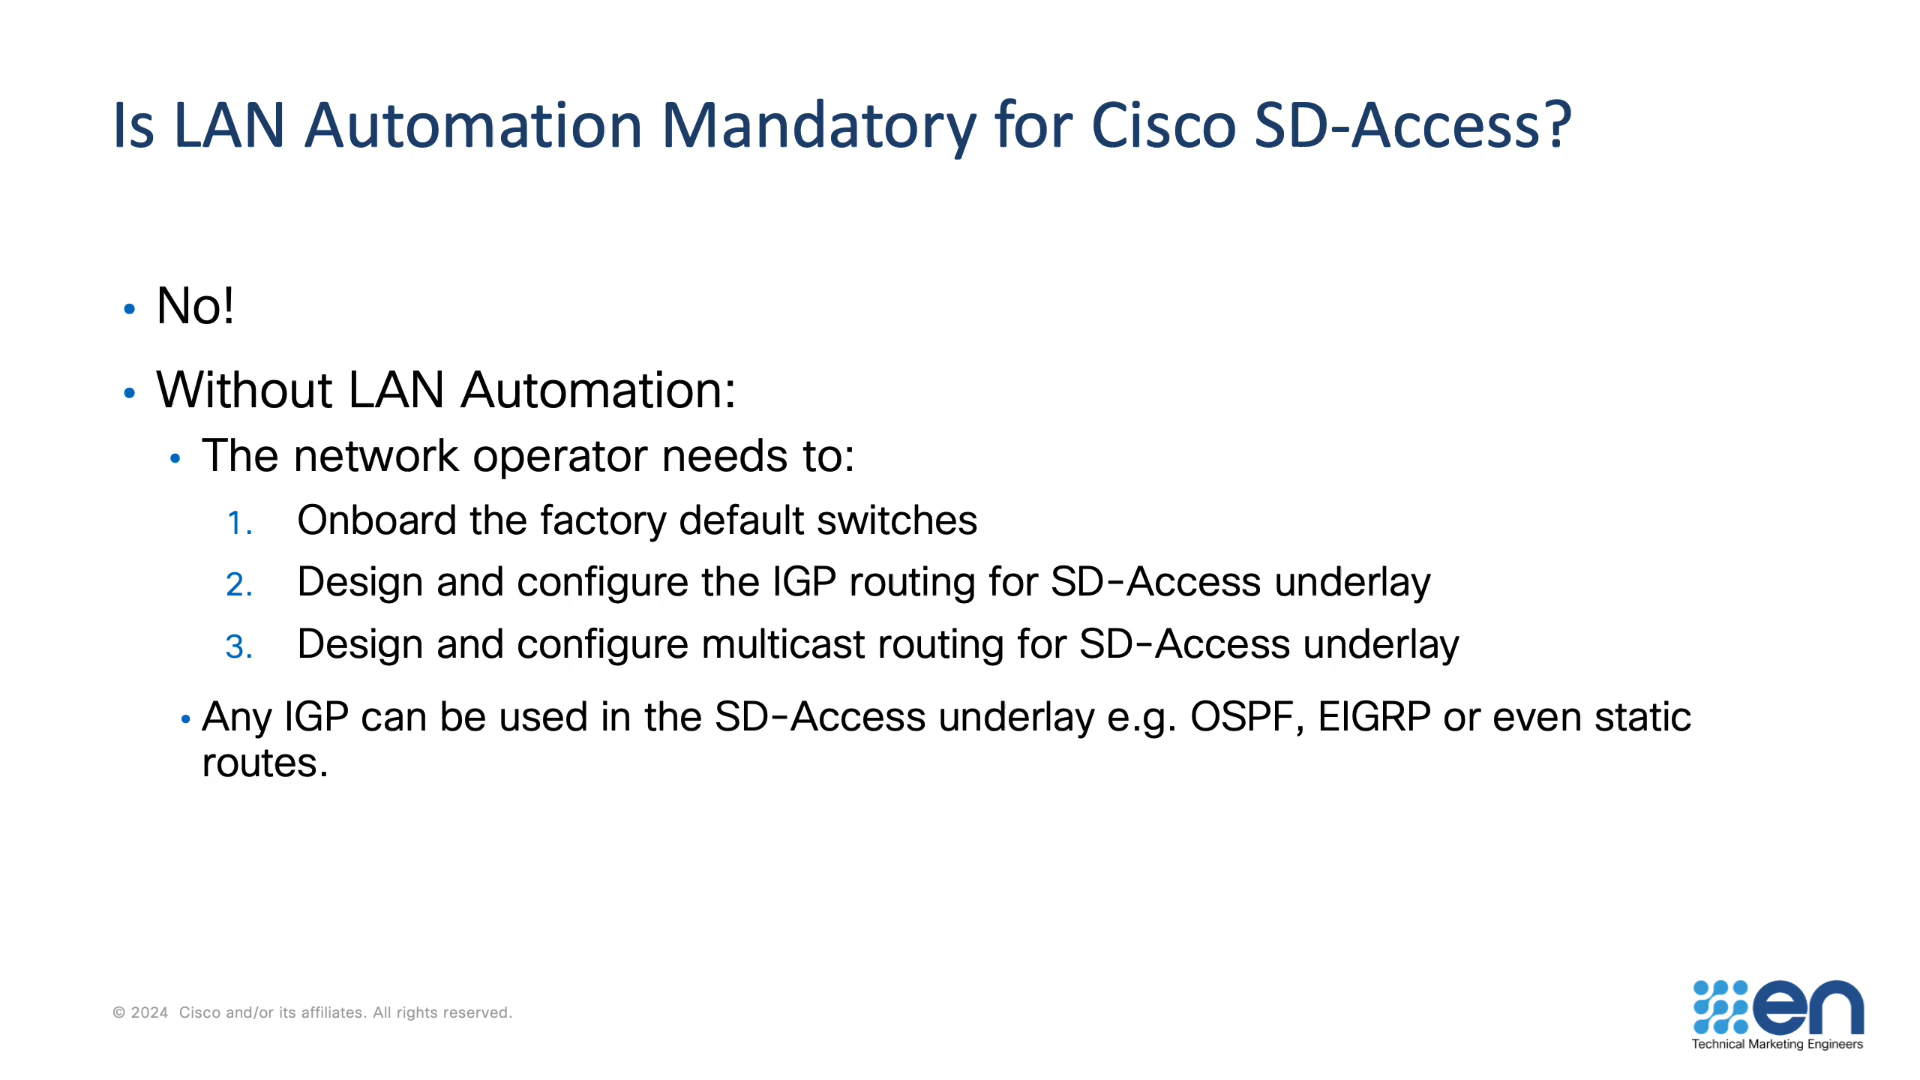 Is LAN Automation Mandatory for Cisco SD-Access?
• No!
• Without LAN Automation:
• The network operator needs to:
1. Onboard the factory default switches
2. Design and configure the IGP routing for SD-Access underlay
3. Design and configure multicast routing for SD-Access underlay
• Any IGP can be used in the SD-Access underlay e.g. OSPF, EIGRP or even static
routes.
© 2024 Cisco and/or its affiliates. All rights reserved.
en
Technical Marketing Engineers